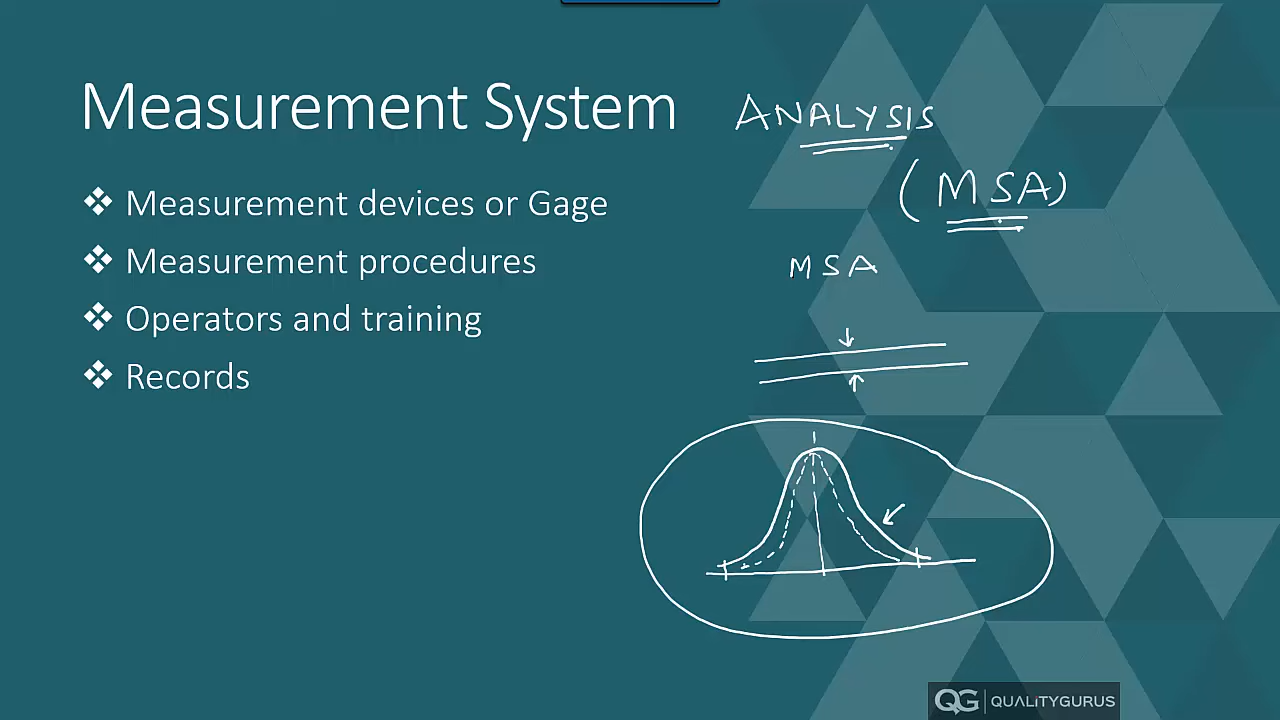 Measurement System ANALYSIS
(MSA)
❖ Measurement devices or Gage
❖ Measurement procedures
MSA
❖ Operators and training
❖ Records
QG | QUALITYGURUS